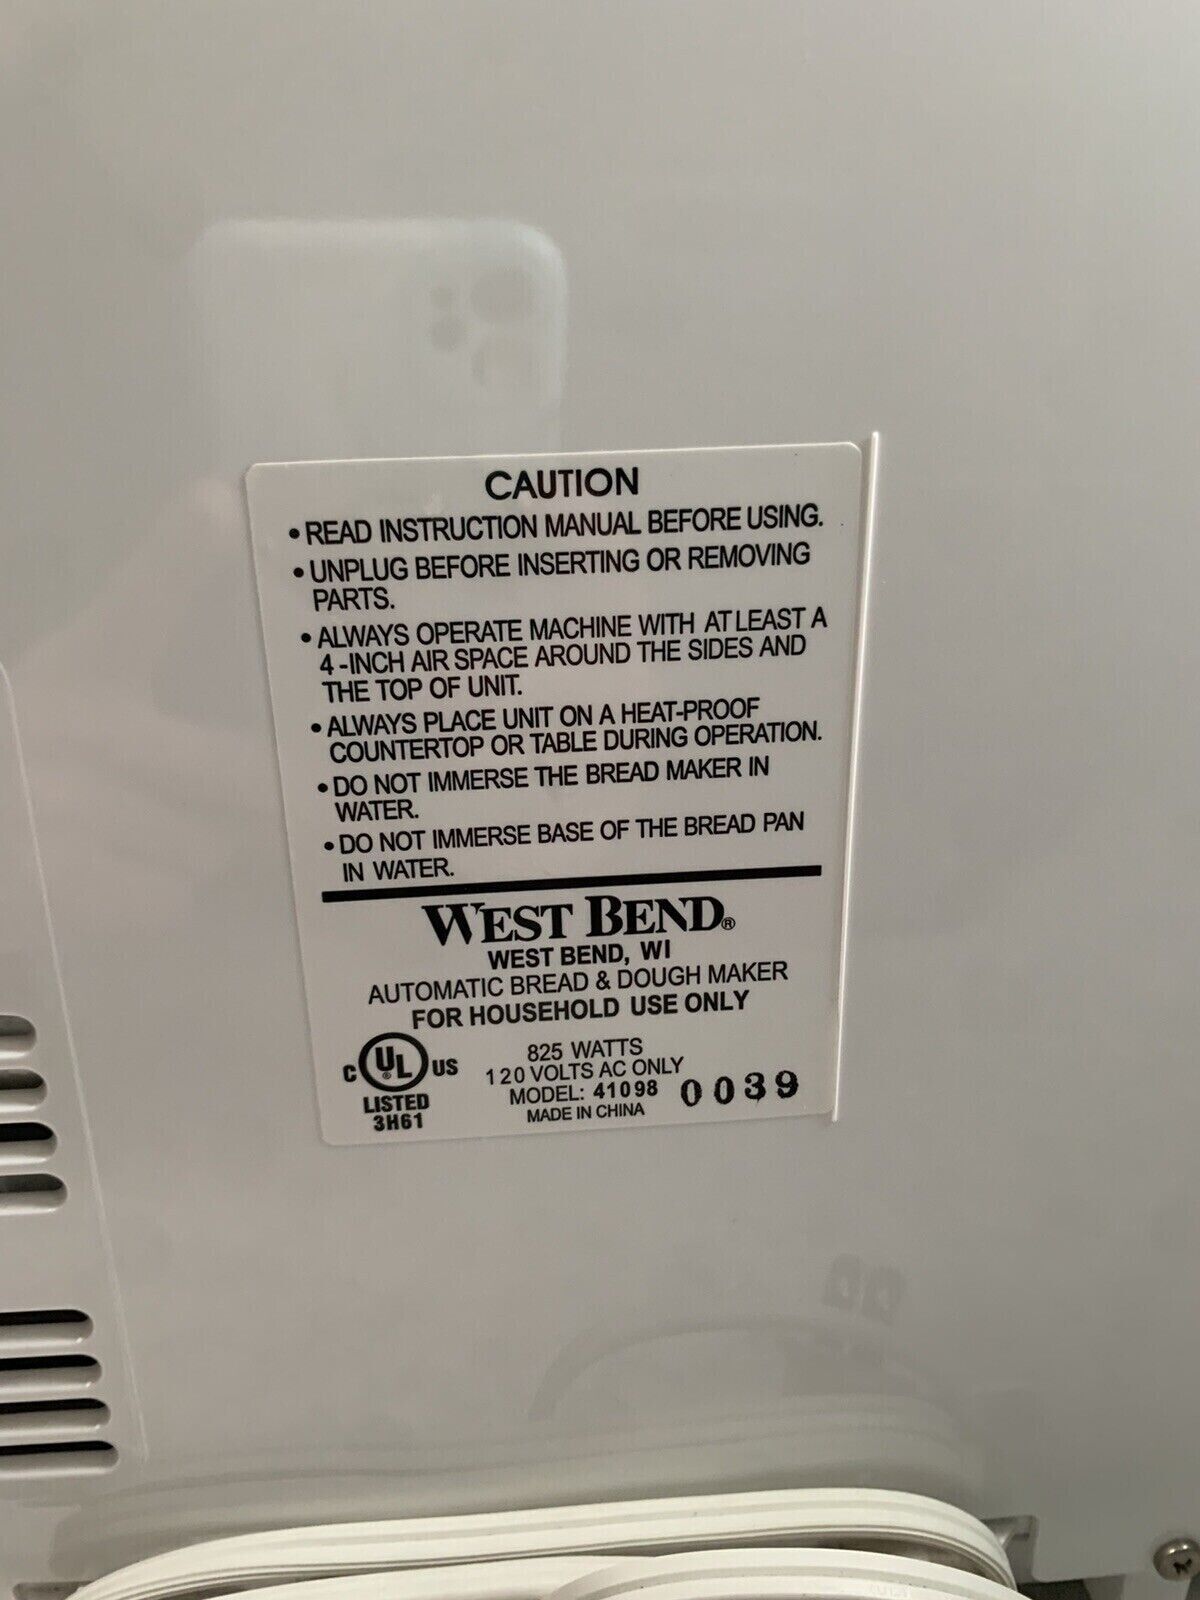 CAUTION
• READ INSTRUCTION MANUAL BEFORE USING.
• UNPLUG BEFORE INSERTING OR REMOVING
PARTS.
• ALWAYS OPERATE MACHINE WITH AT LEAST A
4-INCH AIR SPACE AROUND THE SIDES AND
THE TOP OF UNIT.
• ALWAYS PLACE UNIT ON A HEAT-PROOF
COUNTERTOP OR TABLE DURING OPERATION.
• DO NOT IMMERSE THE BREAD MAKER IN
WATER.
• DO NOT IMMERSE BASE OF THE BREAD PAN
IN WATER.
WEST BEND®
WEST BEND, WI
AUTOMATIC BREAD & DOUGH MAKER
FOR HOUSEHOLD USE ONLY
C UL® US
LISTED
3H61
825 WATTS
120 VOLTS AC ONLY
MODEL: 41098
MADE IN CHINA
0039